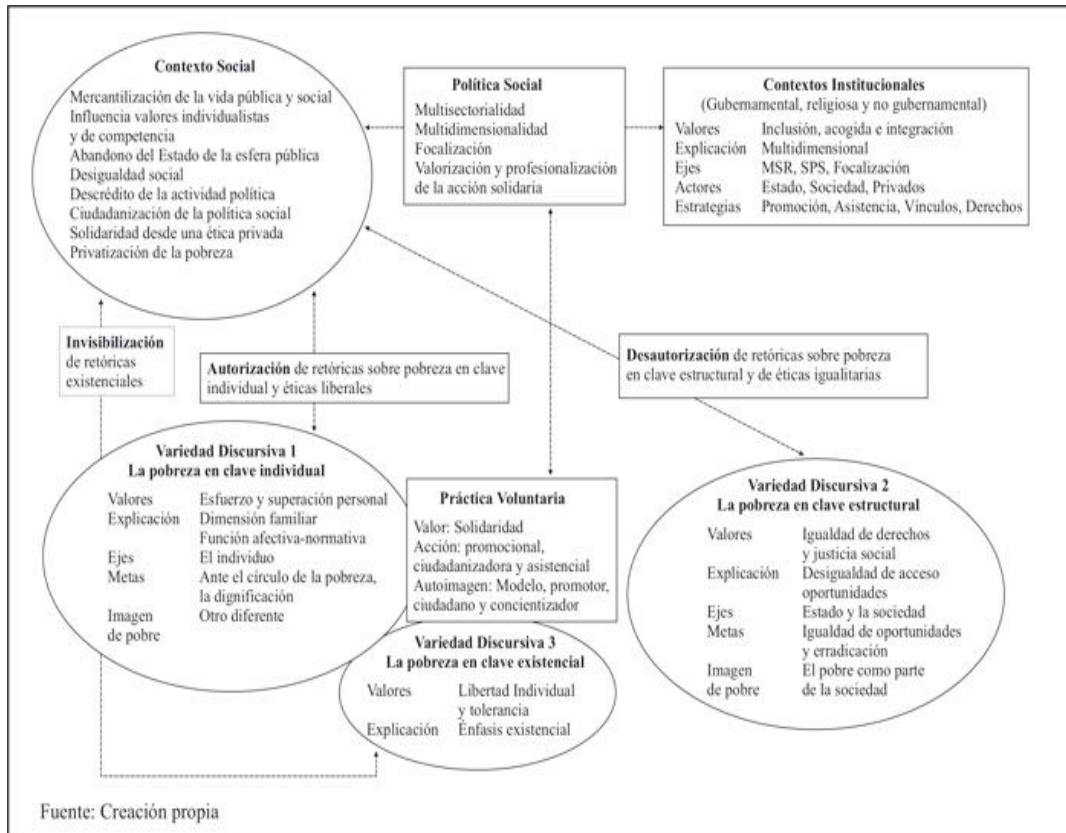 Contexto Social
Mercantilización de la vida pública y social
Influencia valores individualistas
y de competencia
Abandono del Estado de la esfera pública
Desigualdad social
Descrédito de la actividad política
Ciudadanización de la política social
Solidaridad desde una ética privada
Privatización de la pobreza
Política Social
Multisectorialidad
Multidimensionalidad
Focalización
Valorización y profesionalización
de la acción solidaria
Contextos Institucionales
(Gubernamental, religiosa y no gubernamental)
Valores Inclusión, acogida e integración
Explicación Multidimensional
Ejes MSR, SPS, Focalización
Actores Estado, Sociedad, Privados
Estrategias Promoción, Asistencia, Vínculos, Derechos
Invisibilización
de retóricas
existenciales
Autorización de retóricas sobre pobreza en clave
individual y éticas liberales
Desautorización de retóricas sobre pobreza
en clave estructural y de éticas igualitarias
Variedad Discursiva 1
La pobreza en clave individual
Valores Esfuerzo y superación personal
Explicación Dimensión familiar
Función afectiva-normativa
Ejes El individuo
Metas Ante el círculo de la pobreza,
la dignificación
Imagen Otro diferente
de pobre
Práctica Voluntaria
Valor: Solidaridad
Acción: promocional,
ciudadanizadora y asistencial
Autoimagen: Modelo, promotor,
ciudadano y concientizador
Variedad Discursiva 2
La pobreza en clave estructural
Valores Igualdad de derechos
y justicia social
Explicación Desigualdad de acceso
oportunidades
Ejes Estado y la sociedad
Metas Igualdad de oportunidades
y erradicación
Imagen El pobre como parte
de pobre de la sociedad
Variedad Discursiva 3
La pobreza en clave existencial
Valores Libertad Individual
y tolerancia
Explicación Énfasis existencial
Fuente: Creación propia